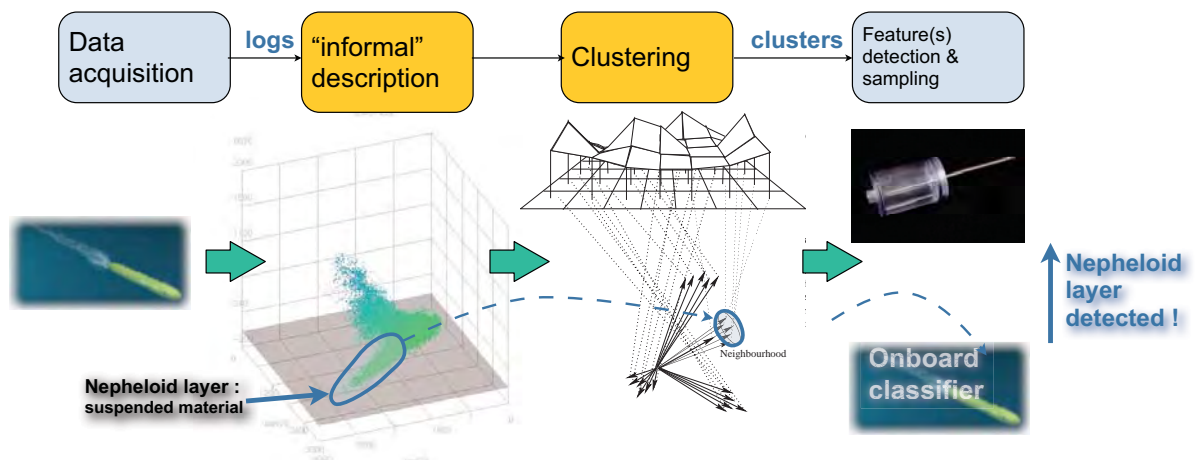 Data
acquisition
logs
“informal”
description
Clustering
clusters
Feature(s)
detection &
sampling
Nepheloid layer :
suspended material
Neighbourhood
Onboard
classifier
Nepheloid
layer
detected !